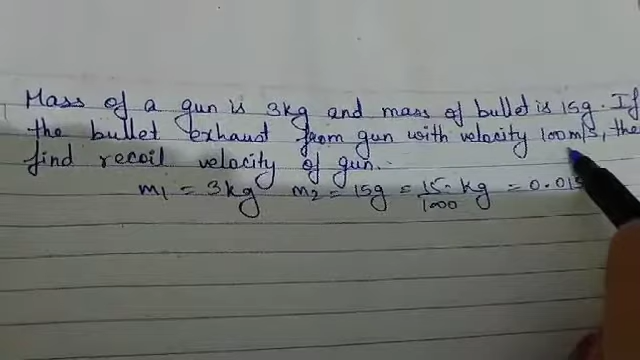 Mass of a gun is 3kg and mass of bullet is 15g. If
the bullet exhaust from gun with velocity 100m/s, the
find recoil velocity of gun.
m₁ = 3kg m₂ = 15g = 15/1000 kg = 0.015